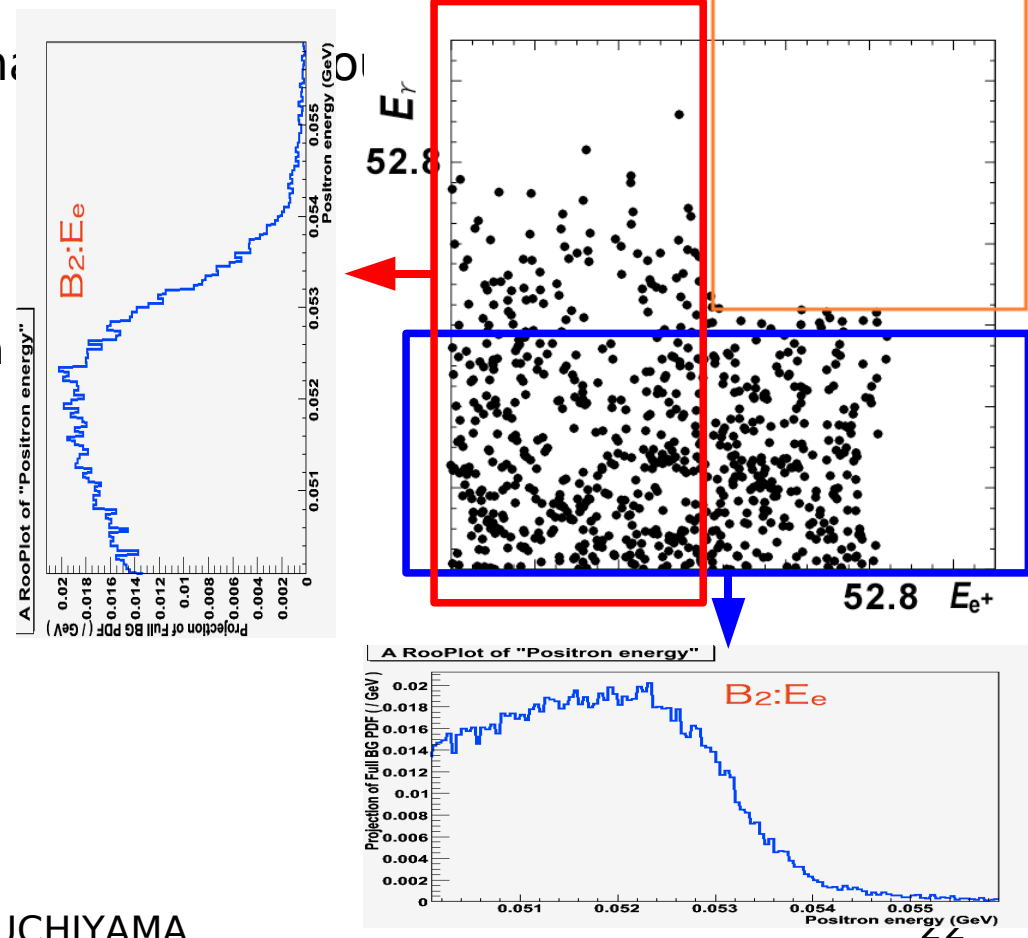 A RooPlot of "Positron energy"
Projection of Full BG PDF ( / GeV )
0.02
0.018
0.016
0.014
0.012
0.01
0.008
0.006
0.004
0.002
0
0.051
0.052
0.053
0.054
0.055
Positron energy (GeV)
B₂:Eₑ
Eγ
52.8
52.8 Eₑ₊
A RooPlot of "Positron energy"
Projection of Full BG PDF ( / GeV )
B₂:Eₑ
0.02
0.018
0.016
0.014
0.012
0.01
0.008
0.006
0.004
0.002
0
0.051 0.052 0.053 0.054 0.055
Positron energy (GeV)
UCHIYAMA